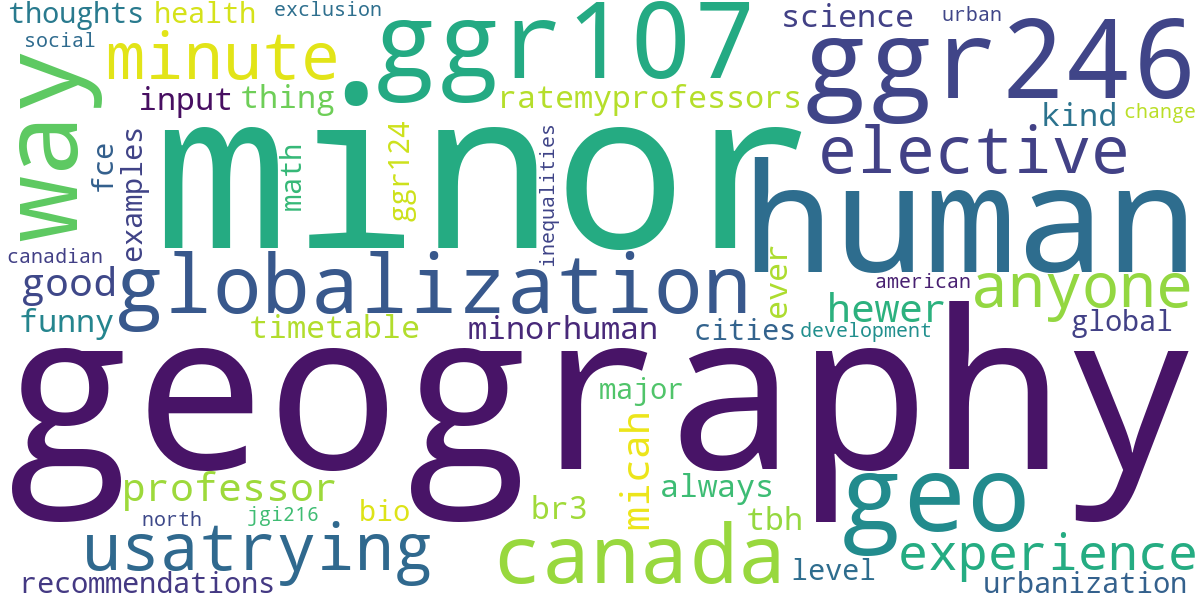 thoughts
health
exclusion
social
minute
ggr107
science
urban
ggr246
way
input
thing
ratemyprofessors
kind
change
fce
examples
minor
math
ggr124
inequalities
elective
human
canadian
good
globalization
ever
american
anyone
funny
timetable
minorhuman
cities
hewer
development
global
geography
major
micah
professor
always
geo
north
jgi216
bio
br3
tbh
usatrying
canada
level
experience
recommendations
urbanization